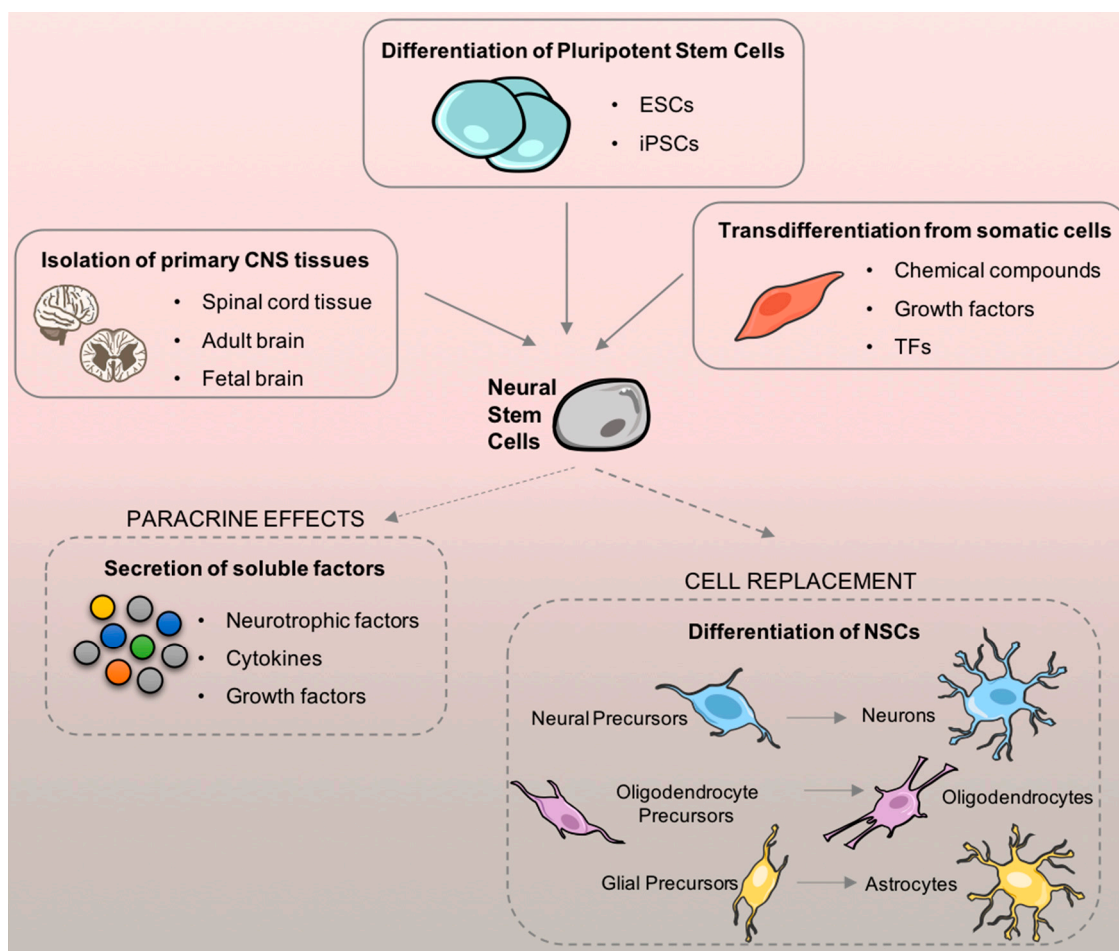 Differentiation of Pluripotent Stem Cells
• ESCs
• iPSCs
Isolation of primary CNS tissues
• Spinal cord tissue
• Adult brain
• Fetal brain
Transdifferentiation from somatic cells
• Chemical compounds
• Growth factors
• TFs
Neural
Stem
Cells
PARACRINE EFFECTS
Secretion of soluble factors
• Neurotrophic factors
• Cytokines
• Growth factors
CELL REPLACEMENT
Differentiation of NSCs
Neural Precursors
Neurons
Oligodendrocyte
Precursors
Oligodendrocytes
Glial Precursors
Astrocytes